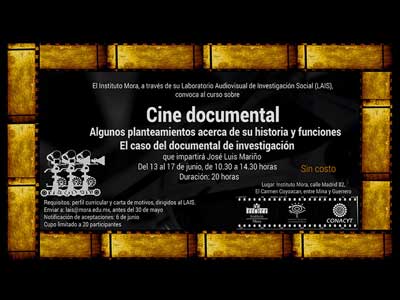 El Instituto Mora, a través de su Laboratorio Audiovisual de Investigación Social (LAIS),
convoca al curso sobre
Cine documental
Algunos planteamientos acerca de su historia y funciones
El caso del documental de investigación
que impartirá José Luis Mariño
Del 13 al 17 de junio, de 10.30 a 14.30 horas
Duración: 20 horas
Sin costo
Lugar: Instituto Mora, calle Madrid 82,
El Carmen Coyoacan, entre Mina y Guerrero
Requisitos: perfil curricular y carta de motivos, dirigidos al LAIS.
Enviar a: lais@mora.edu.mx, antes del 30 de mayo
Notificación de aceptaciones: 6 de junio
Cupo limitado a 20 participantes
Mora
CONACYT